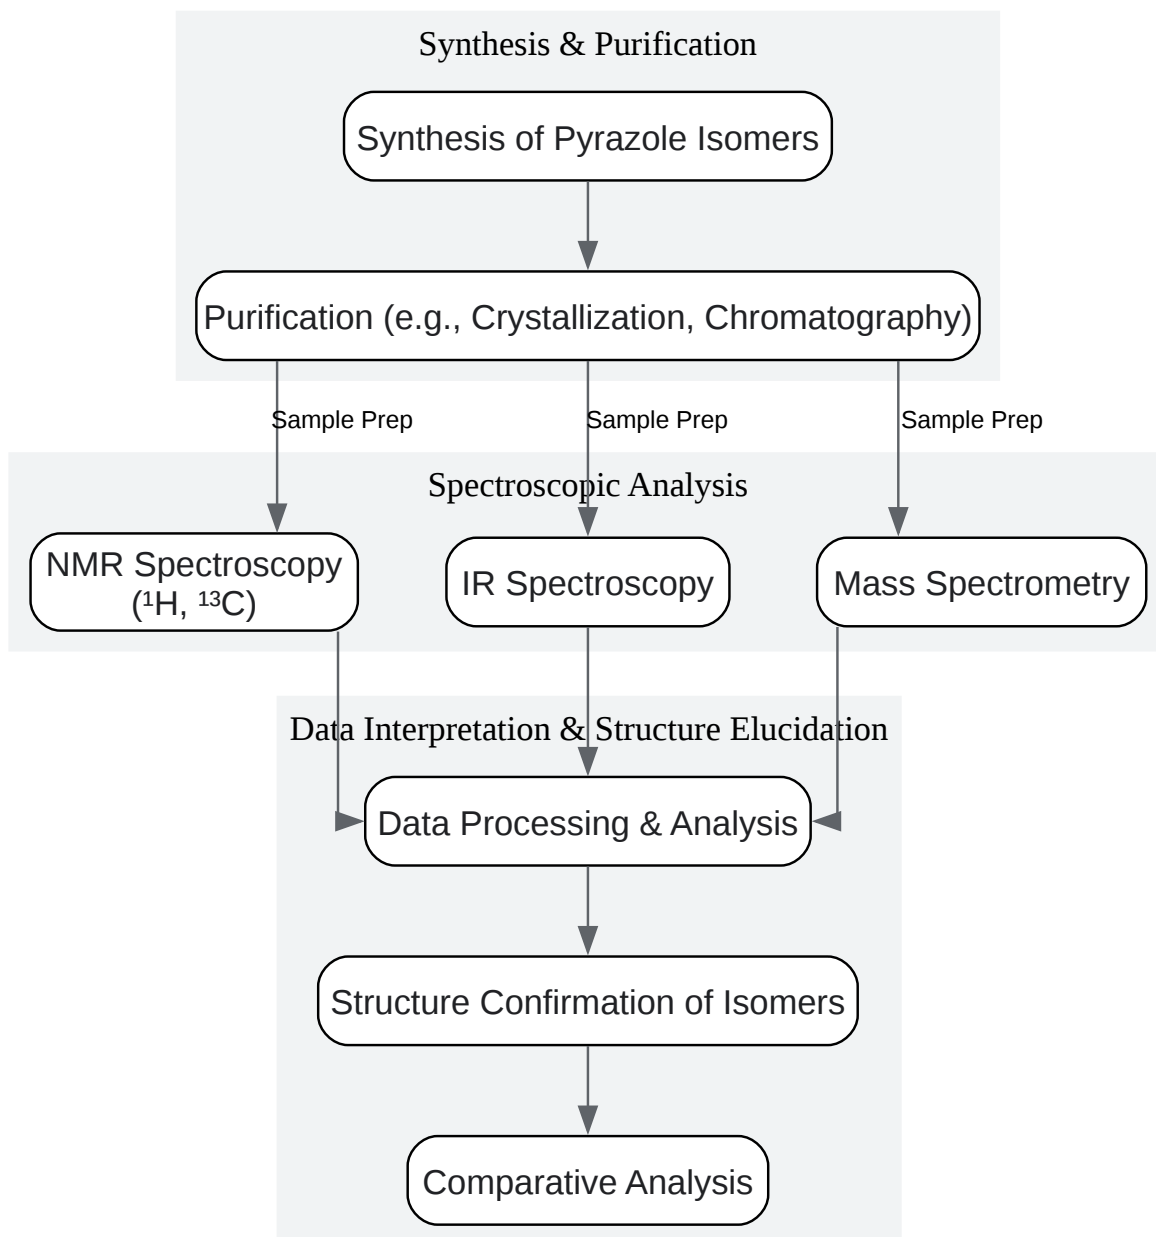 Synthesis & Purification
Synthesis of Pyrazole Isomers
Purification (e.g., Crystallization, Chromatography)
Sample Prep
Sample Prep
Sample Prep
Spectroscopic Analysis
NMR Spectroscopy
(¹H, ¹³C)
IR Spectroscopy
Mass Spectrometry
Data Interpretation & Structure Elucidation
Data Processing & Analysis
Structure Confirmation of Isomers
Comparative Analysis